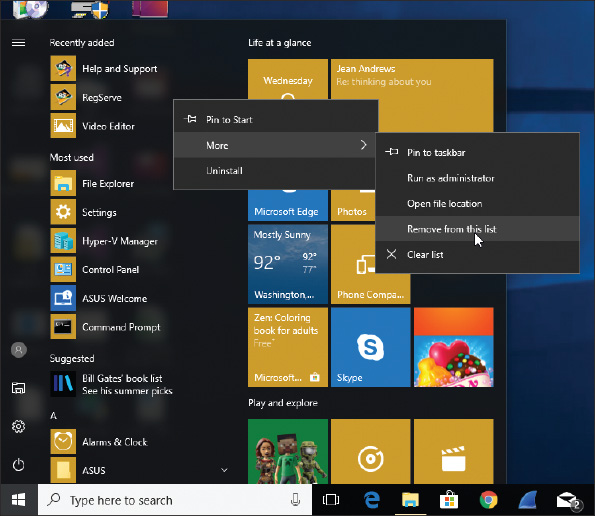 Recently added
Help and Support
RegServe
Video Editor
Most used
File Explorer
Settings
Hyper-V Manager
Control Panel
ASUS Welcome
Command Prompt
Suggested
Bill Gates' book list
See his summer picks
A
Alarms & Clock
ASUS
Life at a glance
Wednesday
Jean Andrews
Re: thinking about you
Microsoft Edge
Photos
Mostly Sunny
92° 92°
77°
Washington,...
Phone Compa...
Zen: Coloring
book for adults
Free*
Microsoft...
Skype
Play and explore
Pin to Start
More
Uninstall
Pin to taskbar
Run as administrator
Open file location
Remove from this list
Clear list
Type here to search
2